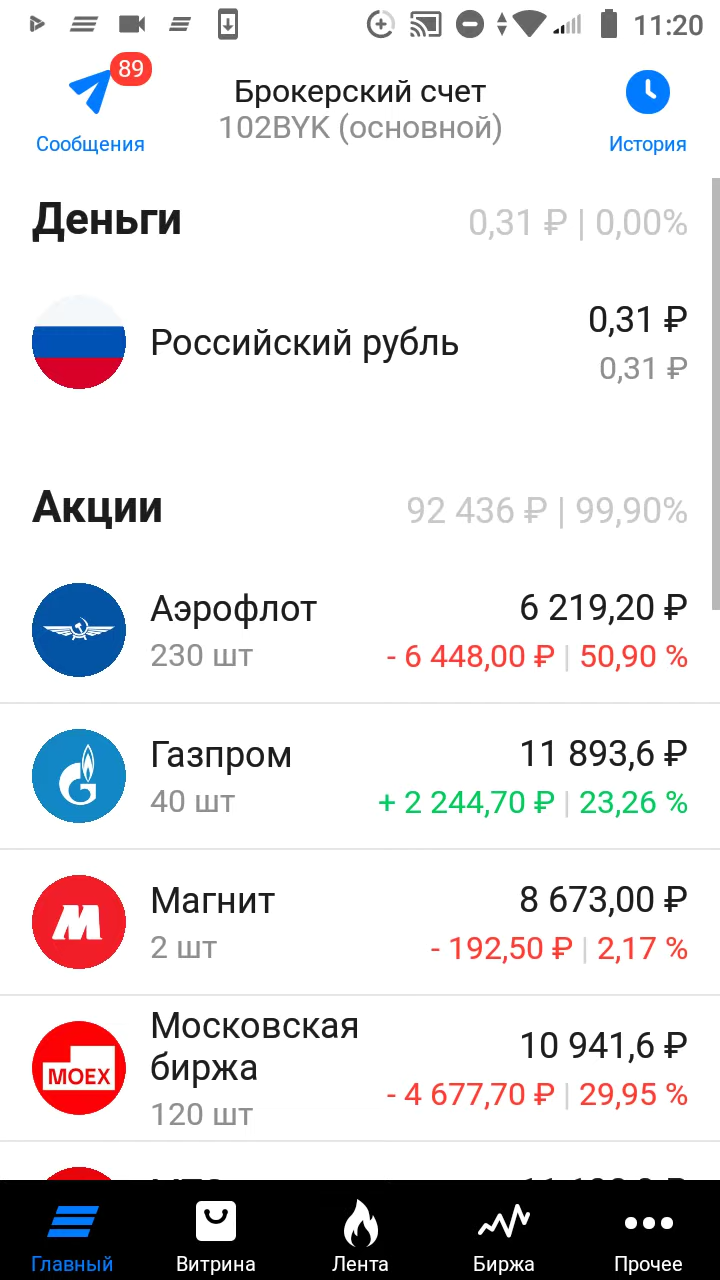 11:20
89
Сообщения
Брокерский счет
102BYK (основной)
История
Деньги
0,31 ₽ | 0,00%
Российский рубль
0,31 ₽
0,31 ₽
Акции
92 436 ₽ | 99,90%
Аэрофлот
6 219,20 ₽
230 шт
- 6 448,00 ₽ | 50,90 %
Газпром
11 893,6 ₽
40 шт
+ 2 244,70 ₽ | 23,26 %
Магнит
8 673,00 ₽
2 шт
- 192,50 ₽ | 2,17 %
MOEX
Московская
биржа
10 941,6 ₽
120 шт
- 4 677,70 ₽ | 29,95 %
Главный
Витрина
Лента
Биржа
Прочее